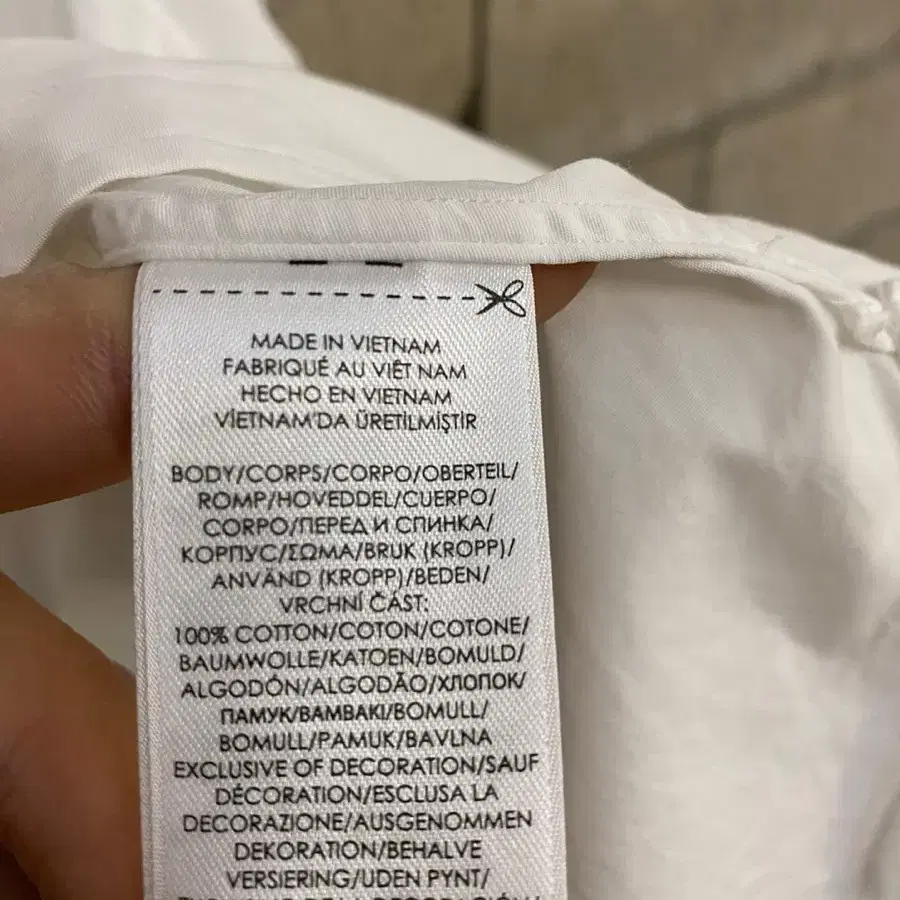 MADE IN VIETNAM
FABRIQUÉ AU VIÊT NAM
HECHO EN VIETNAM
VİETNAM'DA ÜRETİLMİŞTİR
BODY/CORPS/CORPO/OBERTEIL/
ROMP/HOVEDDEL/CUERPO/
CORPO/ПЕРЕД И СПИНКА/
КОРПУС/ΣΩΜΑ/BRUK (KROPP)/
ANVÄND (KROPP)/BEDEN/
VRCHNÍ ČÁST:
100% COTTON/COTON/COTONE/
BAUMWOLLE/KATOEN/BOMULD/
ALGODÓN/ALGODÃO/ХЛОПОК/
ПАМУК/ΒΑΜΒΑΚΙ/BOMULL/
BOMULL/PAMUK/BAVLNA
EXCLUSIVE OF DECORATION/SAUF
DÉCORATION/ESCLUSA LA
DECORAZIONE/AUSGENOMMEN
DEKORATION/BEHALVE
VERSIERING/UDEN PYNT/